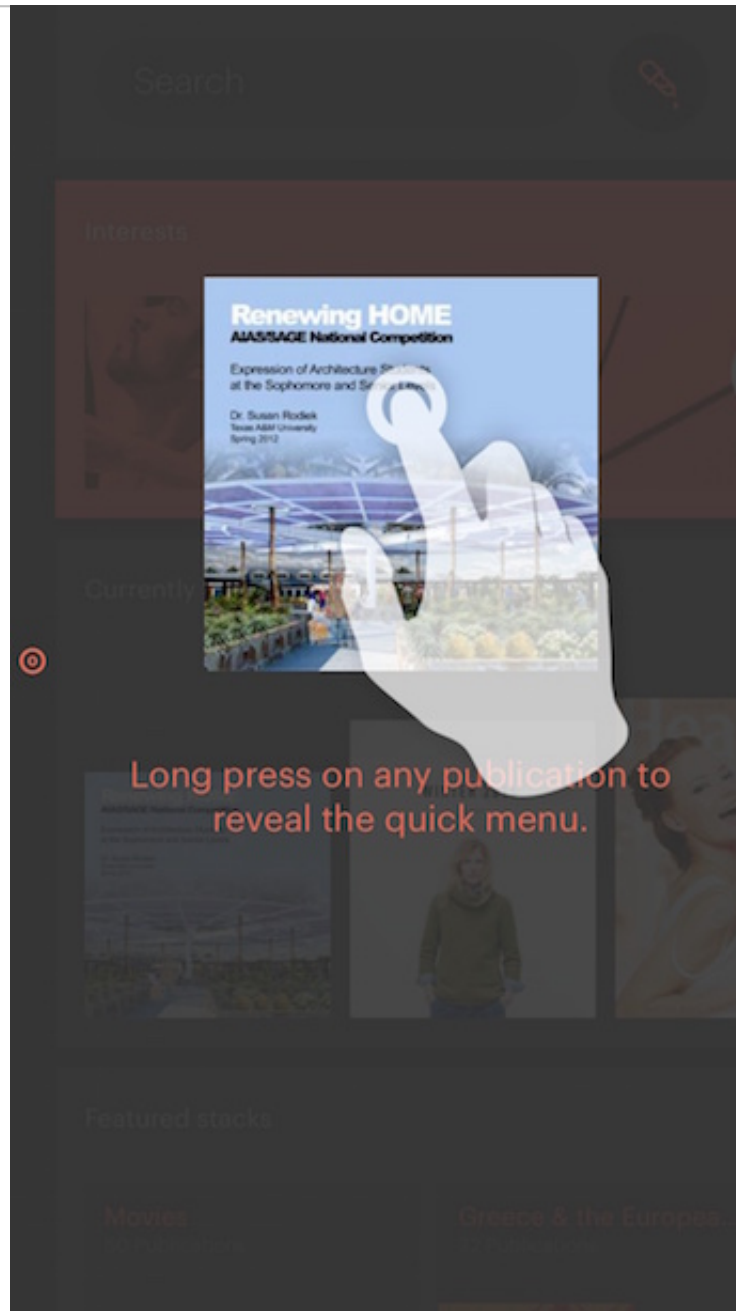 Search
Interests
Renewing HOME
AIAS/SAGE National Competition
Expression of Architecture Students
at the Sophomore and Senior Levels
Dr. Susan Rodiek
Texas A&M University
Spring 2012
Currently
Long press on any publication to
reveal the quick menu.
Featured stacks
Movies
Greece & the Europea...